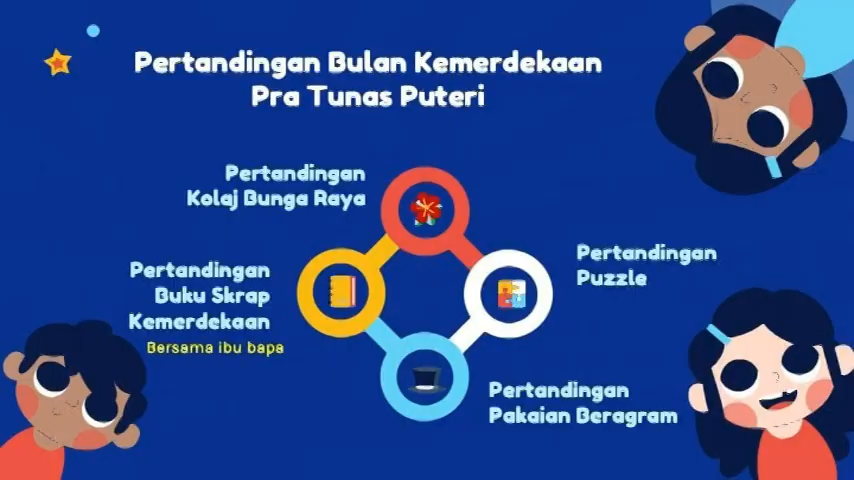 Pertandingan Bulan Kemerdekaan
Pra Tunas Puteri
Pertandingan
Kolaj Bunga Raya
Pertandingan
Puzzle
Pertandingan
Buku Skrap
Kemerdekaan
Bersama ibu bapa
Pertandingan
Pakaian Beragram